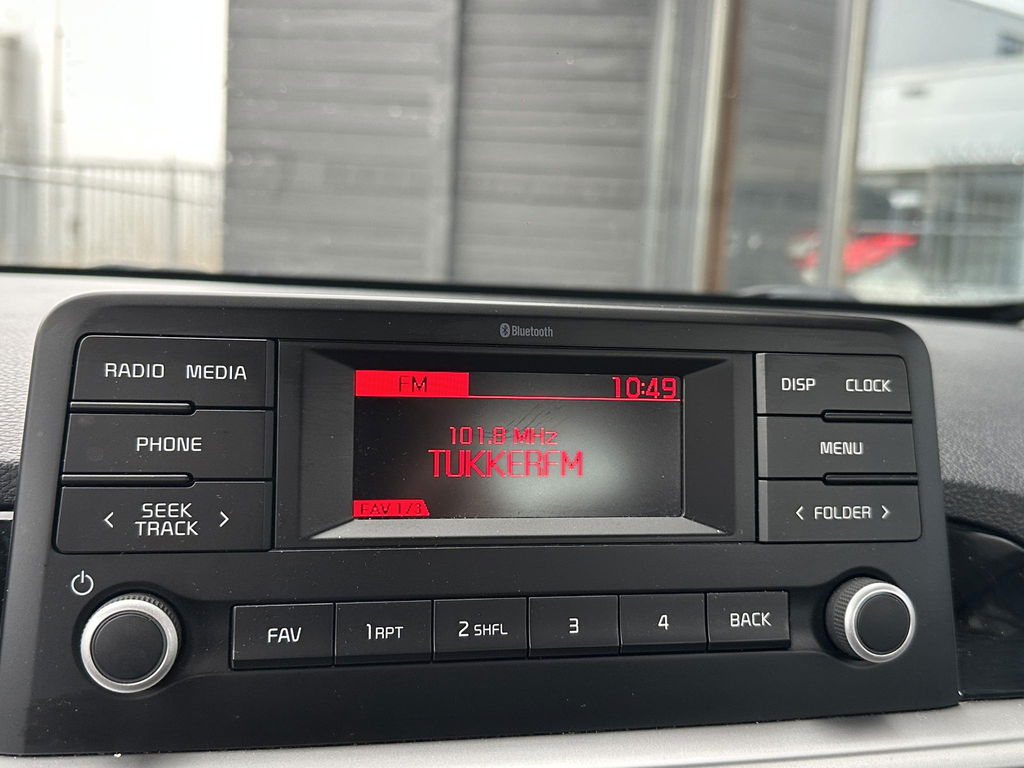 Bluetooth
RADIO MEDIA
PHONE
< SEEK TRACK >
FM 10:49
101.8 MHz
TUKKERFM
FAV 1/3
DISP CLOCK
MENU
< FOLDER >
FAV 1 RPT 2 SHFL 3 4 BACK